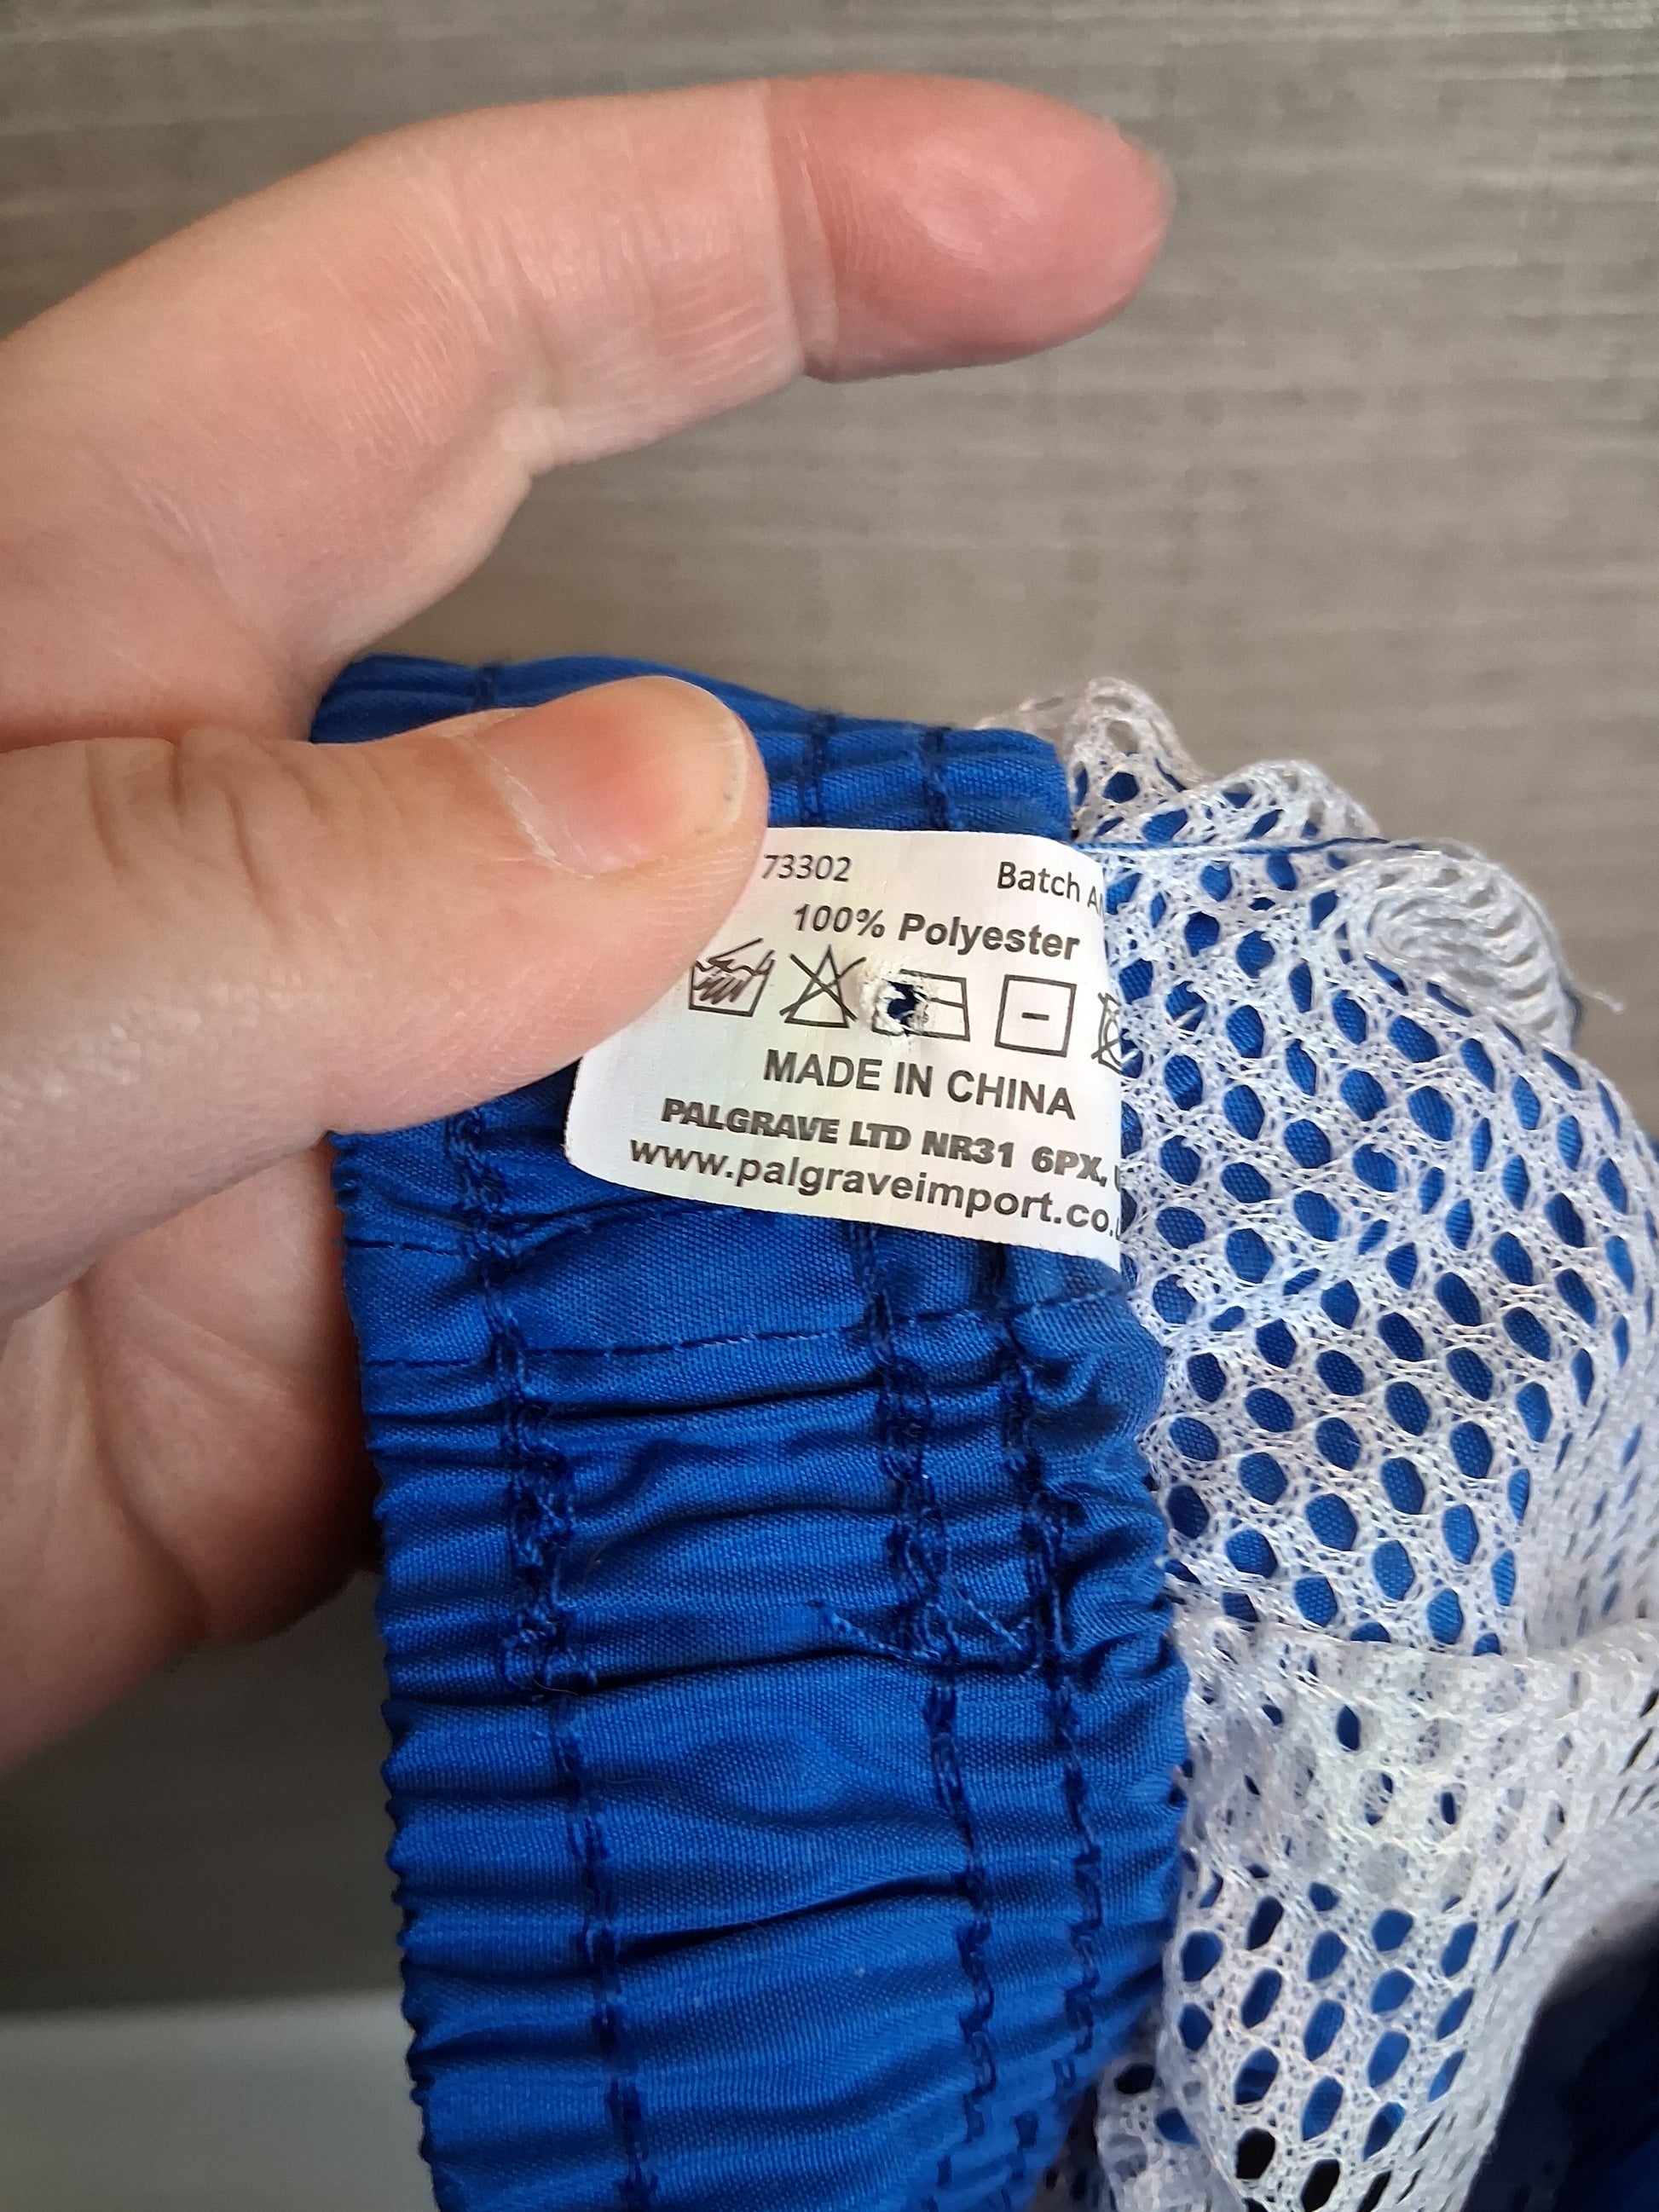 73302 Batch
100% Polyester
MADE IN CHINA
PALGRAVE LTD NR31 6PX,
www.palgraveimport.co.